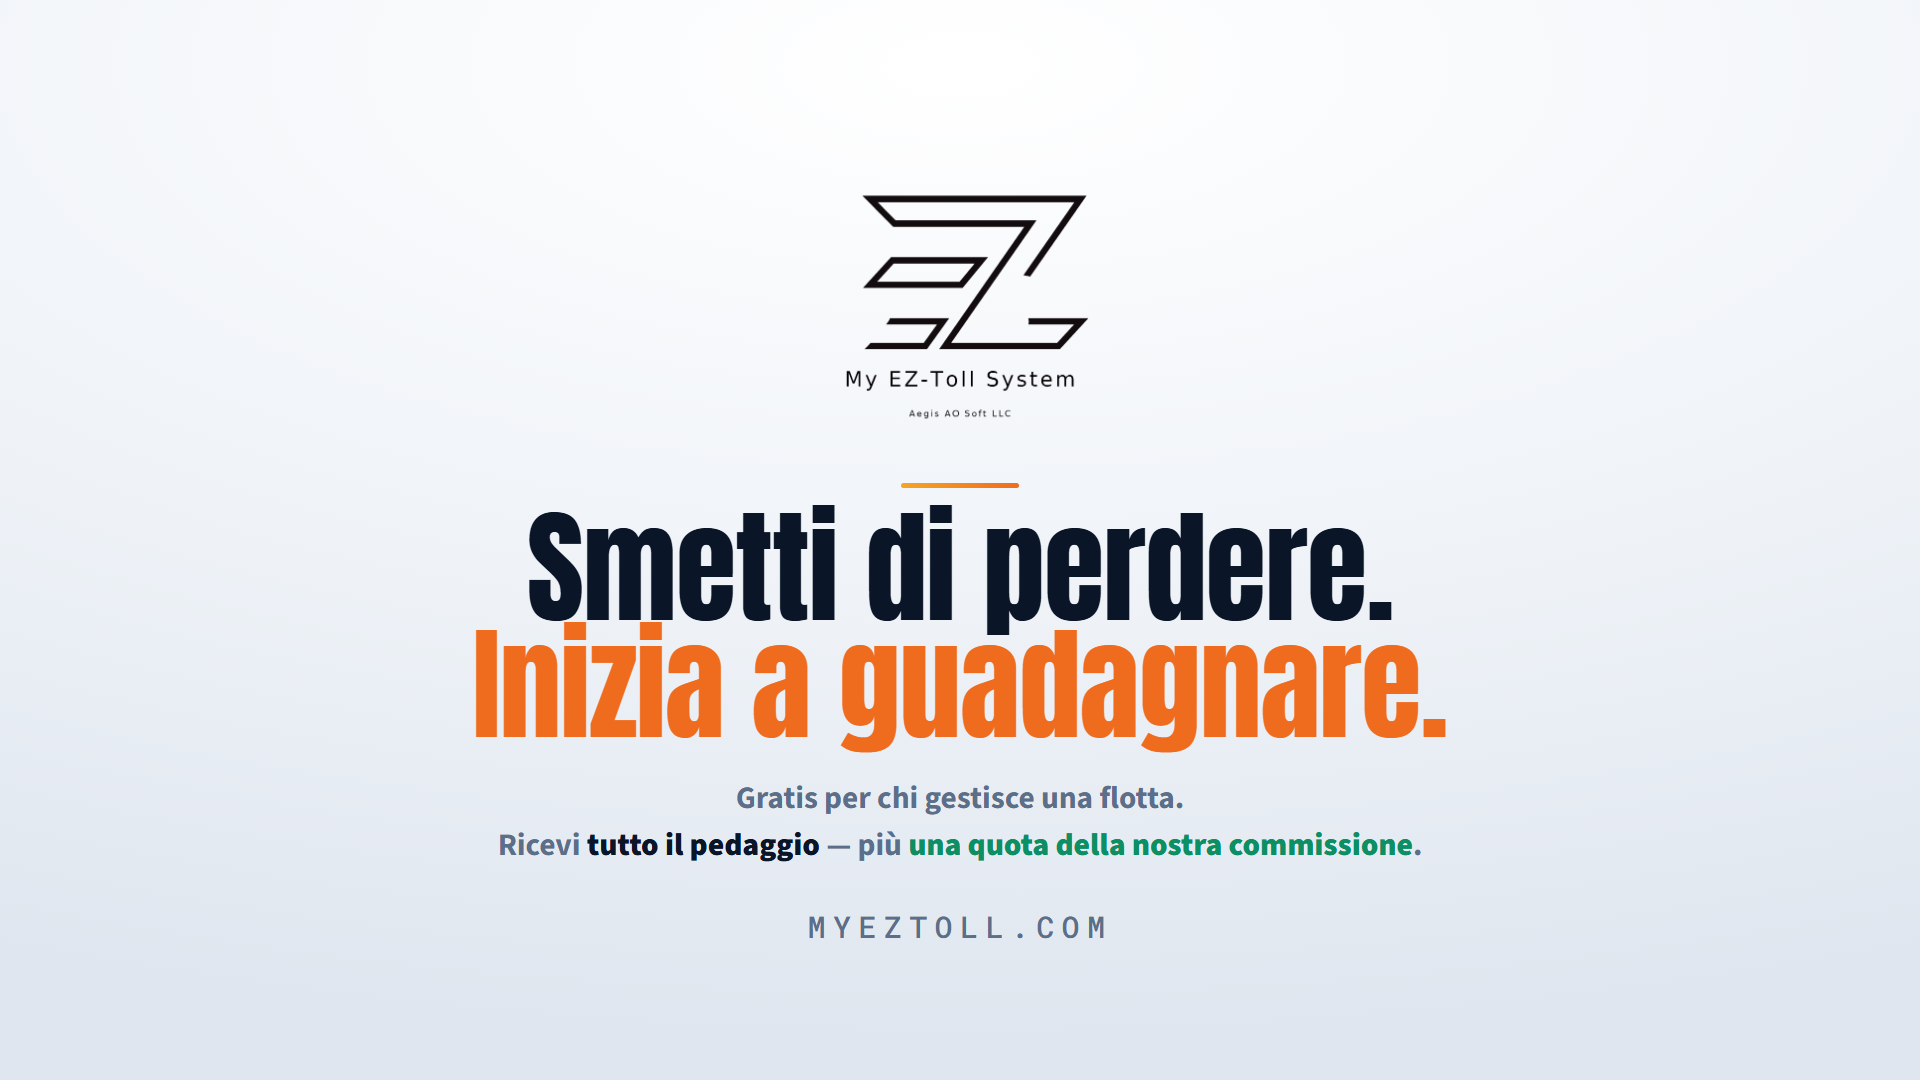 EZ
My EZ-Toll System
Aegis AO Soft LLC
Smetti di perdere.
Inizia a guadagnare.
Gratis per chi gestisce una flotta.
Ricevi tutto il pedaggio — più una quota della nostra commissione.
MYEZTOLL.COM